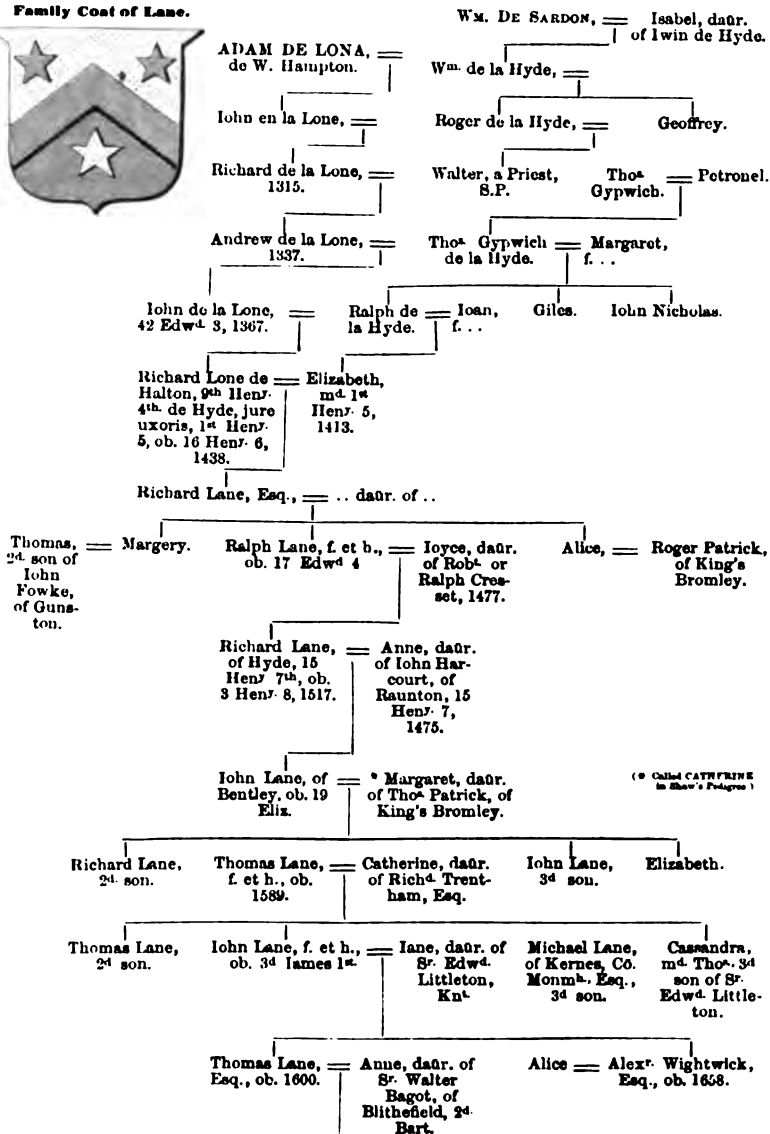 Family Coat of Lane.
WM. DE SARDON, = Isabel, daūr.
of Iwin de Hyde.
ADAM DE LONA, =
de W. Hampton.
Wm. de la Hyde, =
Iohn en la Lone, =
Roger de la Hyde, = Geoffrey.
Richard de la Lone, =
1315.
Walter, a Priest,
S.P.
Thos. = Petronel.
Gypwich.
Andrew de la Lone, =
1337.
Thos. Gypwich = Margaret,
de la Hyde. f. . .
Iohn de la Lone, =
42 Edwd. 3, 1367.
Ralph de = Ioan,
la Hyde. f. . .
Giles.
Iohn Nicholas.
Richard Lone de = Elizabeth,
Halton, 9th Heny.
4th. de Hyde, jure
uxoris, 1st Heny.
5, ob. 16 Heny. 6,
1438.
md. 1st
Heny. 5,
1413.
Richard Lane, Esq., = .. daūr. of ..
Thomas, = Margery.
2d. son of
Iohn
Fowke,
of Guns-
ton.
Ralph Lane, f. et h., =
ob. 17 Edwd 4
Ioyce, daūr.
of Robt. or
Ralph Cres-
set, 1477.
Alice, = Roger Patrick,
of King's
Bromley.
Richard Lane, =
of Hyde, 15
Heny 7th, ob.
3 Heny. 8, 1517.
Anne, daūr.
of Iohn Har-
court, of
Raunton, 15
Heny. 7,
1475.
Iohn Lane, of =
Bentley, ob. 19
Eliz.
* Margaret, daūr.
of Thos. Patrick, of
King's Bromley.
(* Called CATHERINE
in Shaw's Pedigree)
Richard Lane,
2d. son.
Thomas Lane, =
f. et h., ob.
1589.
Catherine, daūr.
of Richd. Trent-
ham, Esq.
Iohn Lane,
3d son.
Elizabeth.
Thomas Lane,
2d son.
Iohn Lane, f. et h., =
ob. 3d Iames 1st.
Iane, daūr. of
Sr. Edwd.
Littleton,
Knt.
Michael Lane,
of Kernes, Co.
Monmh. Esq.,
3d son.
Cassandra,
md. Thos. 3d
son of Sr.
Edwd. Little-
ton.
Thomas Lane, =
Esq., ob. 1600.
Anne, daūr. of
Sr. Walter
Bagot, of
Blithefield, 2d.
Bart.
Alice = Alexr. Wightwick,
Esq., ob. 1658.